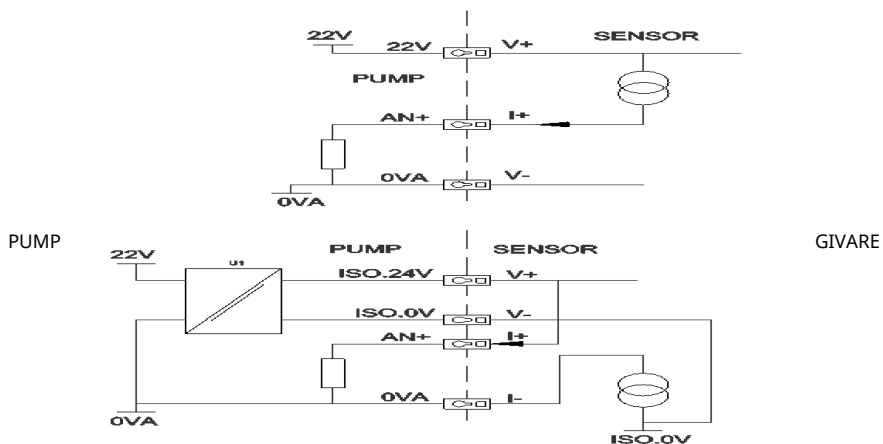 22V 22V V+ SENSOR
PUMP
AN+ I+
0VA V-
0VA
PUMP GIVARE
PUMP SENSOR
22V U1 ISO.24V V+
ISO.0V V-
AN+ I+
0VA I-
0VA
ISO.0V